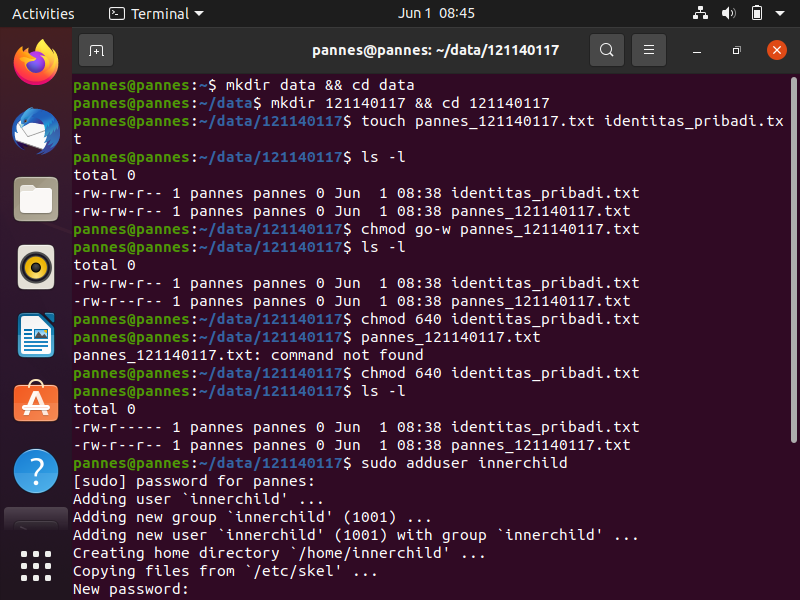 Activities Terminal Jun 1 08:45
pannes@pannes: ~/data/121140117
pannes@pannes:~$ mkdir data && cd data
pannes@pannes:~/data$ mkdir 121140117 && cd 121140117
pannes@pannes:~/data/121140117$ touch pannes_121140117.txt identitas_pribadi.tx
t
pannes@pannes:~/data/121140117$ ls -l
total 0
-rw-rw-r-- 1 pannes pannes 0 Jun  1 08:38 identitas_pribadi.txt
-rw-rw-r-- 1 pannes pannes 0 Jun  1 08:38 pannes_121140117.txt
pannes@pannes:~/data/121140117$ chmod go-w pannes_121140117.txt
pannes@pannes:~/data/121140117$ ls -l
total 0
-rw-rw-r-- 1 pannes pannes 0 Jun  1 08:38 identitas_pribadi.txt
-rw-r--r-- 1 pannes pannes 0 Jun  1 08:38 pannes_121140117.txt
pannes@pannes:~/data/121140117$ chmod 640 identitas_pribadi.txt
pannes@pannes:~/data/121140117$ pannes_121140117.txt
pannes_121140117.txt: command not found
pannes@pannes:~/data/121140117$ chmod 640 identitas_pribadi.txt
pannes@pannes:~/data/121140117$ ls -l
total 0
-rw-r----- 1 pannes pannes 0 Jun  1 08:38 identitas_pribadi.txt
-rw-r--r-- 1 pannes pannes 0 Jun  1 08:38 pannes_121140117.txt
pannes@pannes:~/data/121140117$ sudo adduser innerchild
[sudo] password for pannes:
Adding user `innerchild' ...
Adding new group `innerchild' (1001) ...
Adding new user `innerchild' (1001) with group `innerchild' ...
Creating home directory `/home/innerchild' ...
Copying files from `/etc/skel' ...
New password: